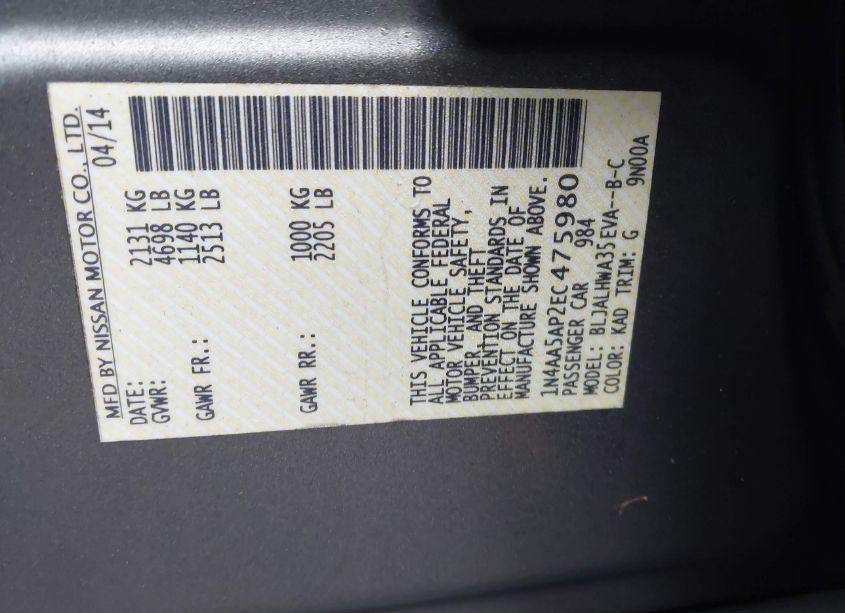 MFD BY NISSAN MOTOR CO., LTD.
DATE: 04/14
GVWR: 2131 KG
4698 LB
GAWR FR.: 1140 KG
2513 LB
GAWR RR.: 1000 KG
2205 LB
THIS VEHICLE CONFORMS TO
ALL APPLICABLE FEDERAL
MOTOR VEHICLE SAFETY,
BUMPER, AND THEFT
PREVENTION STANDARDS IN
EFFECT ON THE DATE OF
MANUFACTURE SHOWN ABOVE.
1N4AA5AP2EC475980
PASSENGER CAR 984
MODEL: BLJALHWA35EVA--B-C
COLOR: KAD TRIM: G 9N00A